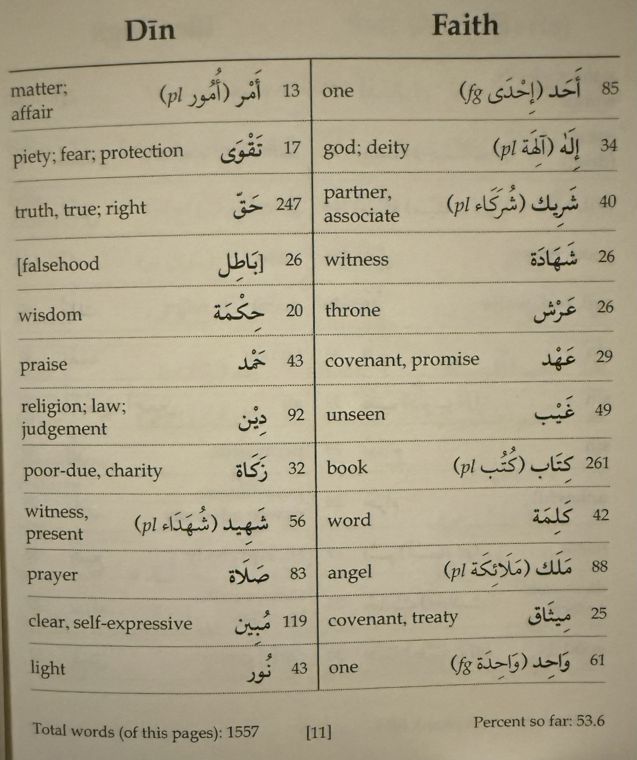 Dīn
Faith
matter;
affair
أَمْر (أُمُور pl) 13
piety; fear; protection تَقْوَى 17
truth, true; right حَقّ 247
[falsehood بَاطِل] 26
wisdom حِكْمَة 20
praise حَمْد 43
religion; law;
judgement
دِيْن 92
poor-due, charity زَكَاة 32
witness,
present
شَهِيد (شُهَدَاء pl) 56
prayer صَلَاة 83
clear, self-expressive مُبِين 119
light نُور 43
one أَحَد (إِحْدَى fg) 85
god; deity إِلَٰه (آلِهَة pl) 34
partner,
associate
شَرِيك (شُرَكَاء pl) 40
witness شَهَادَة 26
throne عَرْش 26
covenant, promise عَهْد 29
unseen غَيْب 49
book كِتَاب (كُتُب pl) 261
word كَلِمَة 42
angel مَلَك (مَلَائِكَة pl) 88
covenant, treaty مِيثَاق 25
one وَاحِد (وَاحِدَة fg) 61
Total words (of this pages): 1557 [11] Percent so far: 53.6